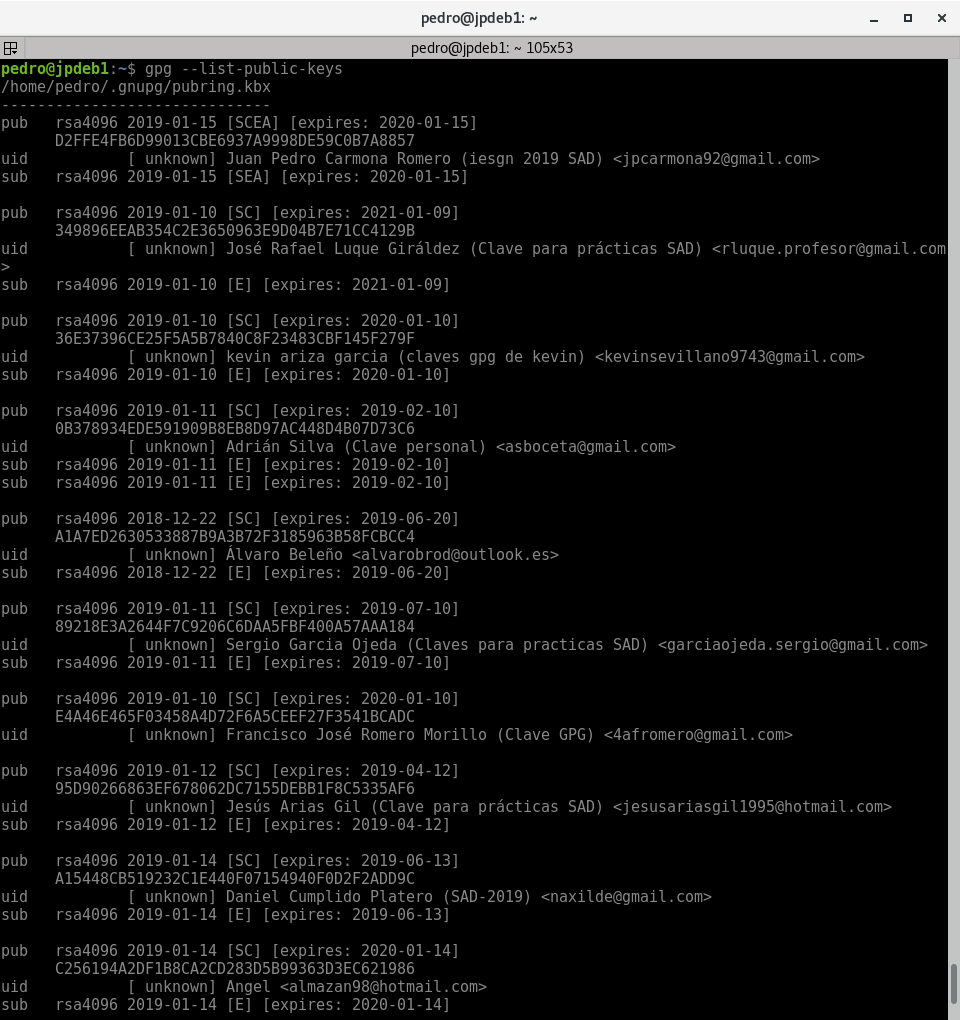 pedro@jpdeb1: ~
pedro@jpdeb1: ~ 105x53
pedro@jpdeb1:~$ gpg --list-public-keys
/home/pedro/.gnupg/pubring.kbx
------------------------------
pub   rsa4096 2019-01-15 [SCEA] [expires: 2020-01-15]
      D2FFE4FB6D99013CBE6937A9998DE59C0B7A8857
uid           [ unknown] Juan Pedro Carmona Romero (iesgn 2019 SAD) <jpcarmona92@gmail.com>
sub   rsa4096 2019-01-15 [SEA] [expires: 2020-01-15]

pub   rsa4096 2019-01-10 [SC] [expires: 2021-01-09]
      349896EEAB354C2E3650963E9D04B7E71CC4129B
uid           [ unknown] José Rafael Luque Giráldez (Clave para prácticas SAD) <rluque.profesor@gmail.com
>
sub   rsa4096 2019-01-10 [E] [expires: 2021-01-09]

pub   rsa4096 2019-01-10 [SC] [expires: 2020-01-10]
      36E37396CE25F5A5B7840C8F23483CBF145F279F
uid           [ unknown] kevin ariza garcia (claves gpg de kevin) <kevinsevillano9743@gmail.com>
sub   rsa4096 2019-01-10 [E] [expires: 2020-01-10]

pub   rsa4096 2019-01-11 [SC] [expires: 2019-02-10]
      0B378934EDE591909B8EB8D97AC448D4B07D73C6
uid           [ unknown] Adrián Silva (Clave personal) <asboceta@gmail.com>
sub   rsa4096 2019-01-11 [E] [expires: 2019-02-10]
sub   rsa4096 2019-01-11 [E] [expires: 2019-02-10]

pub   rsa4096 2018-12-22 [SC] [expires: 2019-06-20]
      A1A7ED2630533887B9A3B72F3185963B58FCBCC4
uid           [ unknown] Álvaro Beleño <alvarobrod@outlook.es>
sub   rsa4096 2018-12-22 [E] [expires: 2019-06-20]

pub   rsa4096 2019-01-11 [SC] [expires: 2019-07-10]
      89218E3A2644F7C9206C6DAA5FBF400A57AAA184
uid           [ unknown] Sergio Garcia Ojeda (Claves para practicas SAD) <garciaojeda.sergio@gmail.com>
sub   rsa4096 2019-01-11 [E] [expires: 2019-07-10]

pub   rsa4096 2019-01-10 [SC] [expires: 2020-01-10]
      E4A46E465F03458A4D72F6A5CEEF27F3541BCADC
uid           [ unknown] Francisco José Romero Morillo (Clave GPG) <4afromero@gmail.com>

pub   rsa4096 2019-01-12 [SC] [expires: 2019-04-12]
      95D90266863EF678062DC7155DEBB1F8C5335AF6
uid           [ unknown] Jesús Arias Gil (Clave para prácticas SAD) <jesusariasgil1995@hotmail.com>
sub   rsa4096 2019-01-12 [E] [expires: 2019-04-12]

pub   rsa4096 2019-01-14 [SC] [expires: 2019-06-13]
      A15448CB519232C1E440F07154940F0D2F2ADD9C
uid           [ unknown] Daniel Cumplido Platero (SAD-2019) <naxilde@gmail.com>
sub   rsa4096 2019-01-14 [E] [expires: 2019-06-13]

pub   rsa4096 2019-01-14 [SC] [expires: 2020-01-14]
      C256194A2DF1B8CA2CD283D5B99363D3EC621986
uid           [ unknown] Angel <almazan98@hotmail.com>
sub   rsa4096 2019-01-14 [E] [expires: 2020-01-14]